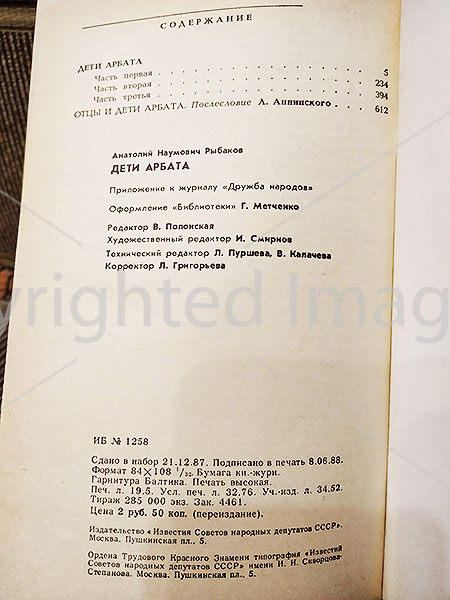 СОДЕРЖАНИЕ
ДЕТИ АРБАТА
Часть первая . . . . . . . . . . . . . . . . 5
Часть вторая . . . . . . . . . . . . . . . . 234
Часть третья . . . . . . . . . . . . . . . . 394
ОТЦЫ И ДЕТИ АРБАТА. Послесловие Л. Аннинского . . . . 612
Анатолий Наумович Рыбаков
ДЕТИ АРБАТА
Приложение к журналу «Дружба народов»
Оформление «Библиотеки» Г. Метченко
Редактор В. Полонская
Художественный редактор И. Смирнов
Технический редактор Л. Пуршева, В. Калачева
Корректор Л. Григорьева
yrighted Imag
ИБ № 1258
Сдано в набор 21.12.87. Подписано в печать 8.06.88.
Формат 84×108 1/32. Бумага кн.-журн.
Гарнитура Балтика. Печать высокая.
Печ. л. 19,5. Усл. печ. л. 32,76. Уч.-изд. л. 34.52.
Тираж 285 000 экз. Зак. 4461.
Цена 2 руб. 50 коп. (переиздание).
Издательство «Известия Советов народных депутатов СССР».
Москва. Пушкинская пл., 5.
Ордена Трудового Красного Знамени типография «Известий
Советов народных депутатов СССР» имени И. И. Скворцова-
Степанова. Москва. Пушкинская пл., 5.